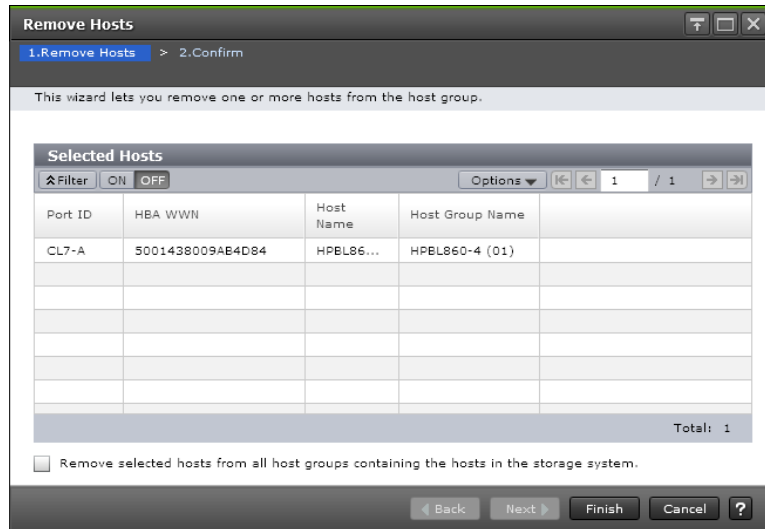 Remove Hosts
1.Remove Hosts > 2.Confirm
This wizard lets you remove one or more hosts from the host group.
Selected Hosts
Filter ON OFF Options 1 / 1
Port ID HBA WWN Host Name Host Group Name
CL7-A 5001438009AB4D84 HPBL86... HPBL860-4 (01)
Total: 1
Remove selected hosts from all host groups containing the hosts in the storage system.
Back Next Finish Cancel ?